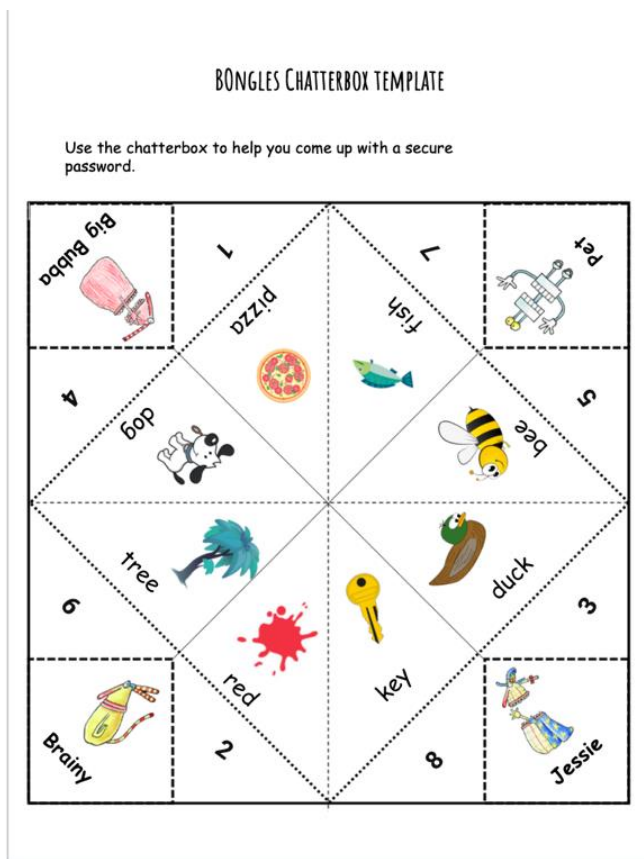 BONGLES CHATTERBOX TEMPLATE
Use the chatterbox to help you come up with a secure
password.
Big Bubba
1
7
Pet
pizza
fish
4
5
dog
bee
tree
duck
6
3
red
key
Brainy
2
8
Jessie